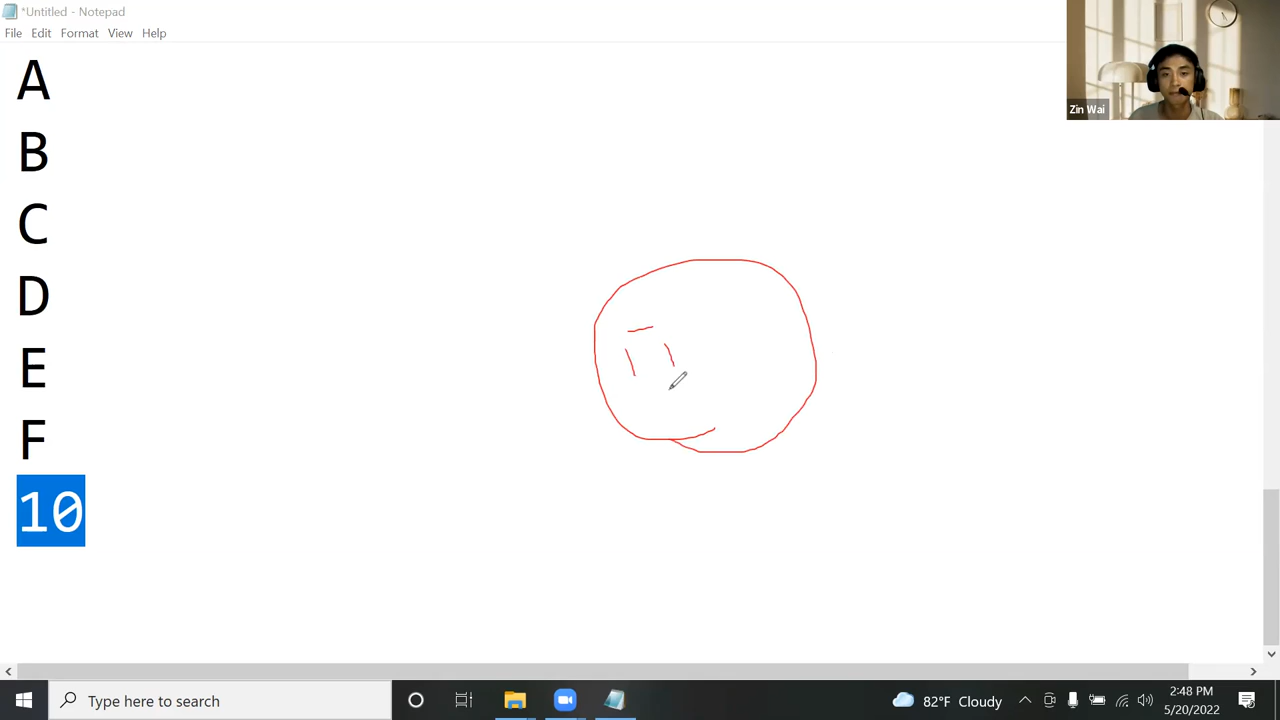 *Untitled - Notepad
File Edit Format View Help
Zin Wai
A
B
C
D
E
F
10
Type here to search
82°F Cloudy
2:48 PM
5/20/2022